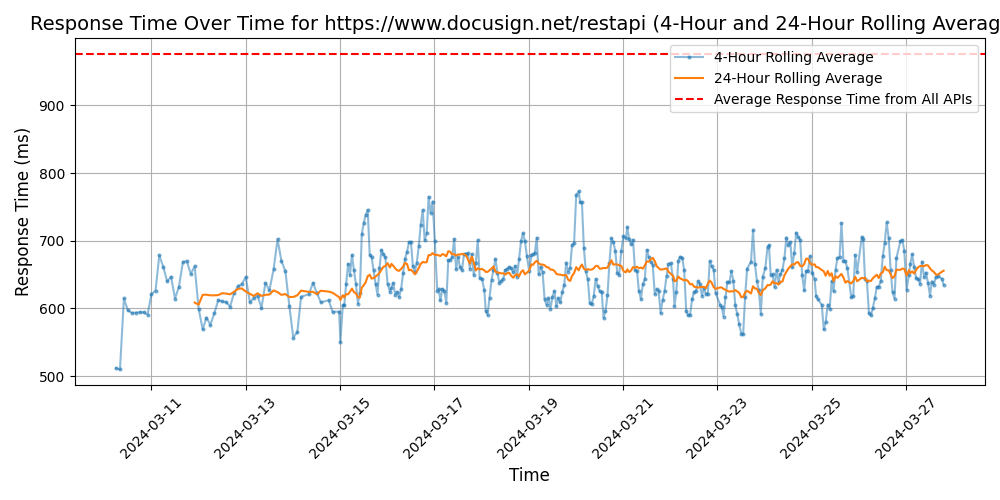 Response Time Over Time for https://www.docusign.net/restapi (4-Hour and 24-Hour Rolling Averag
4-Hour Rolling Average
24-Hour Rolling Average
Average Response Time from All APIs
Response Time (ms)
900
800
700
600
500
2024-03-11
2024-03-13
2024-03-15
2024-03-17
2024-03-19
2024-03-21
2024-03-23
2024-03-25
2024-03-27
Time